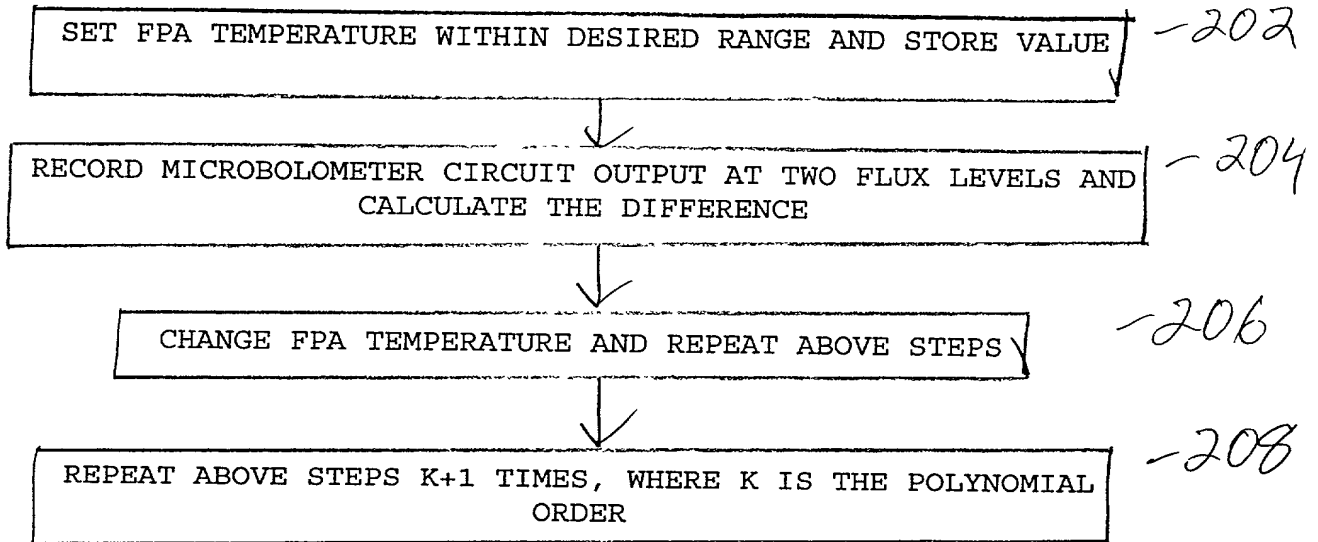 SET FPA TEMPERATURE WITHIN DESIRED RANGE AND STORE VALUE
-202
RECORD MICROBOLOMETER CIRCUIT OUTPUT AT TWO FLUX LEVELS AND
CALCULATE THE DIFFERENCE
-204
CHANGE FPA TEMPERATURE AND REPEAT ABOVE STEPS
-206
REPEAT ABOVE STEPS K+1 TIMES, WHERE K IS THE POLYNOMIAL
ORDER
-208